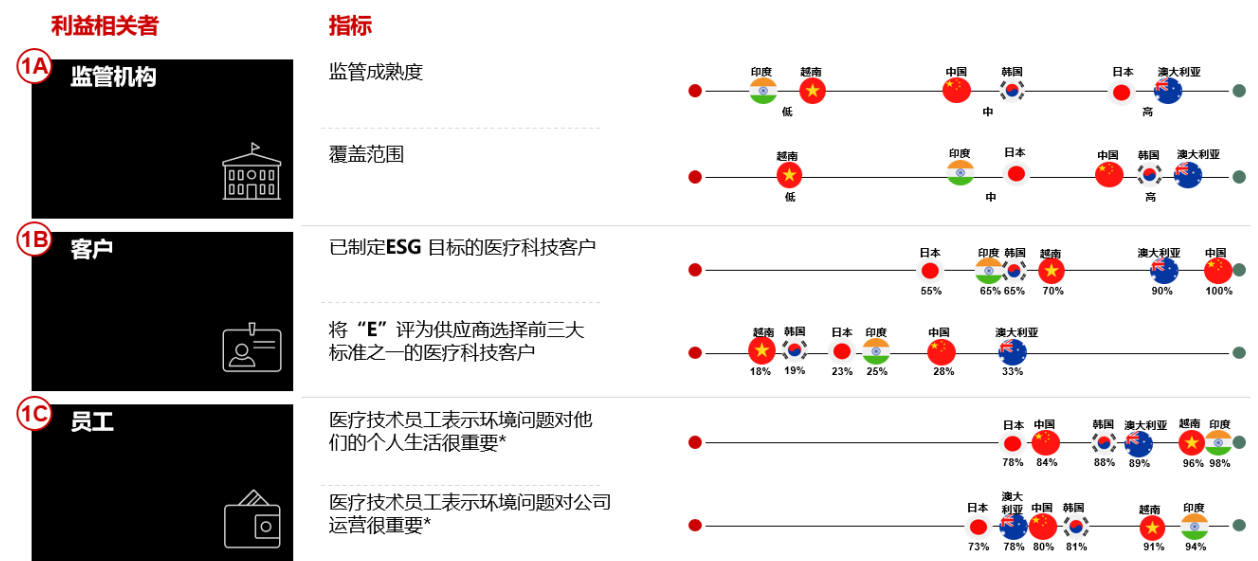 利益相关者
指标
1A
监管机构
监管成熟度
印度
越南
中国
韩国
日本
澳大利亚
低
中
高
覆盖范围
越南
印度
日本
中国
韩国
澳大利亚
低
中
高
1B
客户
已制定ESG 目标的医疗科技客户
日本
印度
韩国
越南
澳大利亚
中国
55%
65%
65%
70%
90%
100%
将“E”评为供应商选择前三大
标准之一的医疗科技客户
越南
韩国
日本
印度
中国
澳大利亚
18%
19%
23%
25%
28%
33%
1C
员工
医疗技术员工表示环境问题对他
们的个人生活很重要*
日本
中国
韩国
澳大利亚
越南
印度
78%
84%
88%
89%
96%
98%
医疗技术员工表示环境问题对公司
运营很重要*
日本
澳大
利亚
中国
韩国
越南
印度
73%
78%
80%
81%
91%
94%